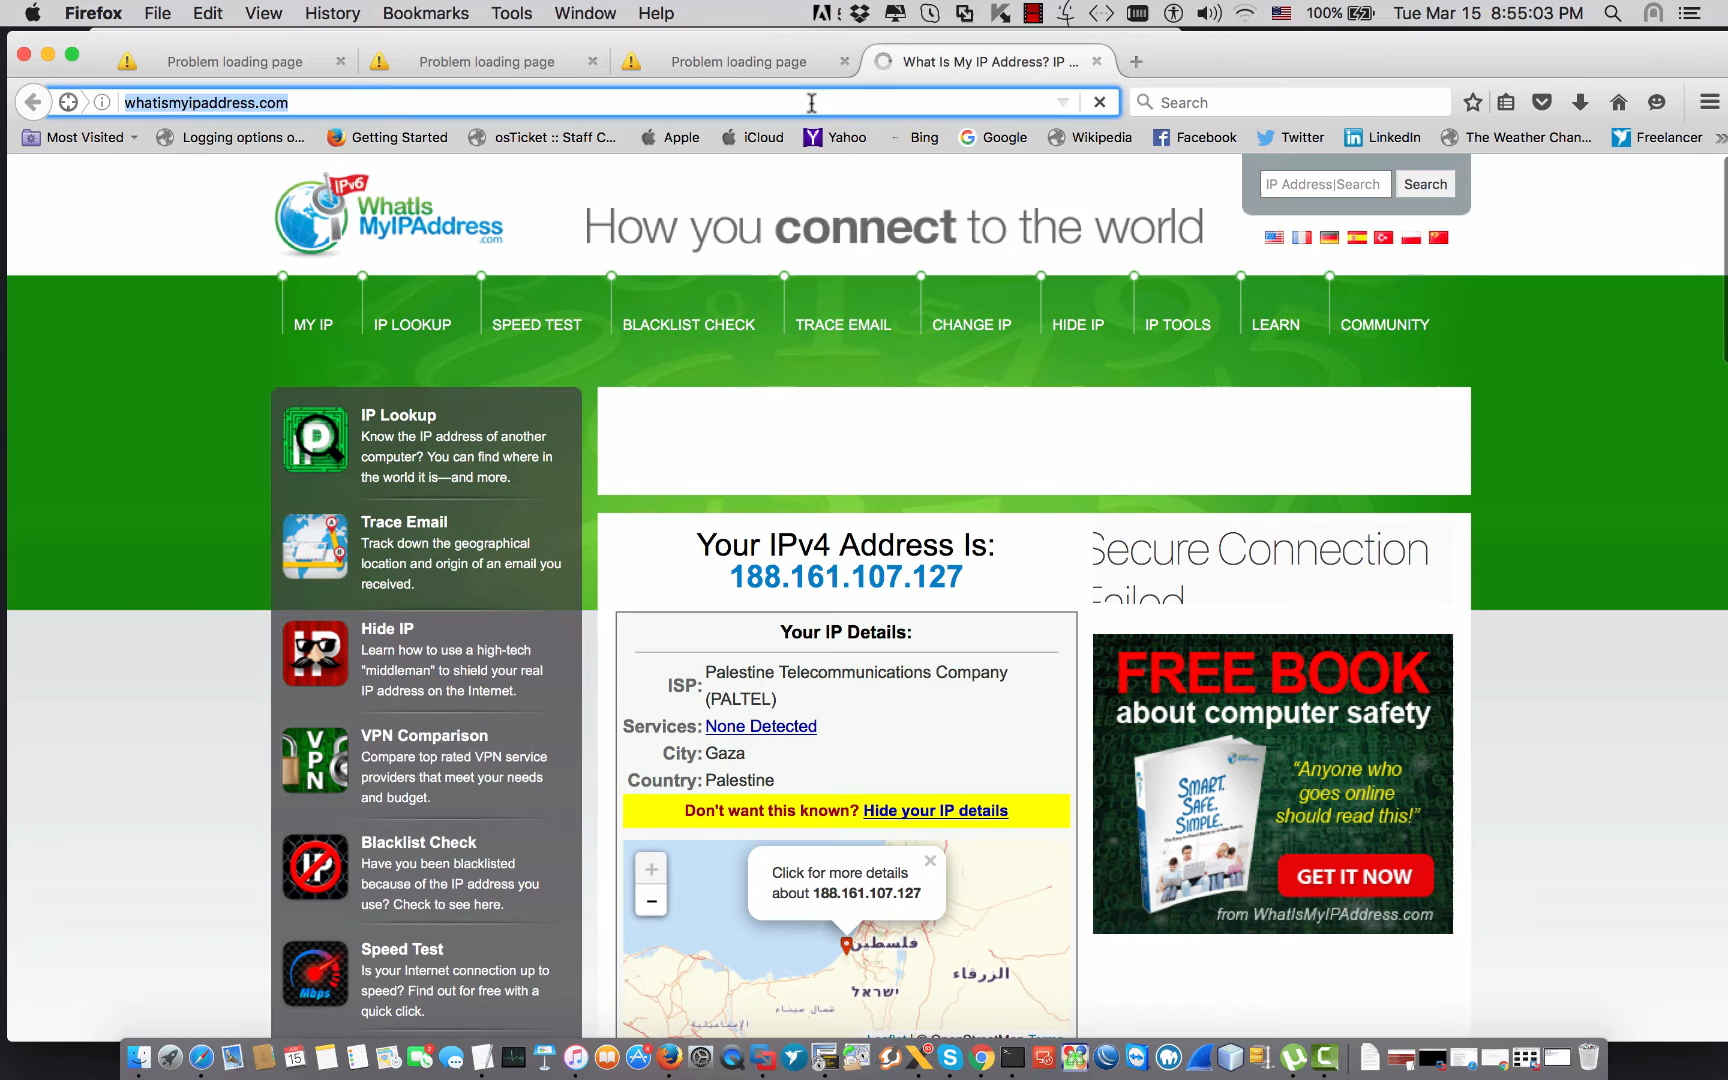 Firefox File Edit View History Bookmarks Tools Window Help 100% Tue Mar 15 8:55:03 PM
Problem loading page Problem loading page Problem loading page What Is My IP Address? IP ...
whatismyipaddress.com Search
Most Visited Logging options o... Getting Started osTicket :: Staff C... Apple iCloud Yahoo Bing Google Wikipedia Facebook Twitter LinkedIn The Weather Chan... Freelancer
IPv6
WhatIs
MyIPAddress
.com
How you connect to the world
IP Address|Search Search
MY IP IP LOOKUP SPEED TEST BLACKLIST CHECK TRACE EMAIL CHANGE IP HIDE IP IP TOOLS LEARN COMMUNITY
IP Lookup
Know the IP address of another
computer? You can find where in
the world it is—and more.
Trace Email
Track down the geographical
location and origin of an email you
received.
Hide IP
Learn how to use a high-tech
"middleman" to shield your real
IP address on the Internet.
VPN
VPN Comparison
Compare top rated VPN service
providers that meet your needs
and budget.
Blacklist Check
Have you been blacklisted
because of the IP address you
use? Check to see here.
Mbps
Speed Test
Is your Internet connection up to
speed? Find out for free with a
quick click.
Your IPv4 Address Is:
188.161.107.127
Your IP Details:
ISP: Palestine Telecommunications Company
(PALTEL)
Services: None Detected
City: Gaza
Country: Palestine
Don't want this known? Hide your IP details
+
−
Click for more details
about 188.161.107.127
فلسطين
الزرقاء
ישראל
شمال سيناء
الإسماعيلية
Secure Connection
Failed
FREE BOOK
about computer safety
SMART.
SAFE.
SIMPLE.
“Anyone who
goes online
should read this!”
GET IT NOW
from WhatIsMyIPAddress.com